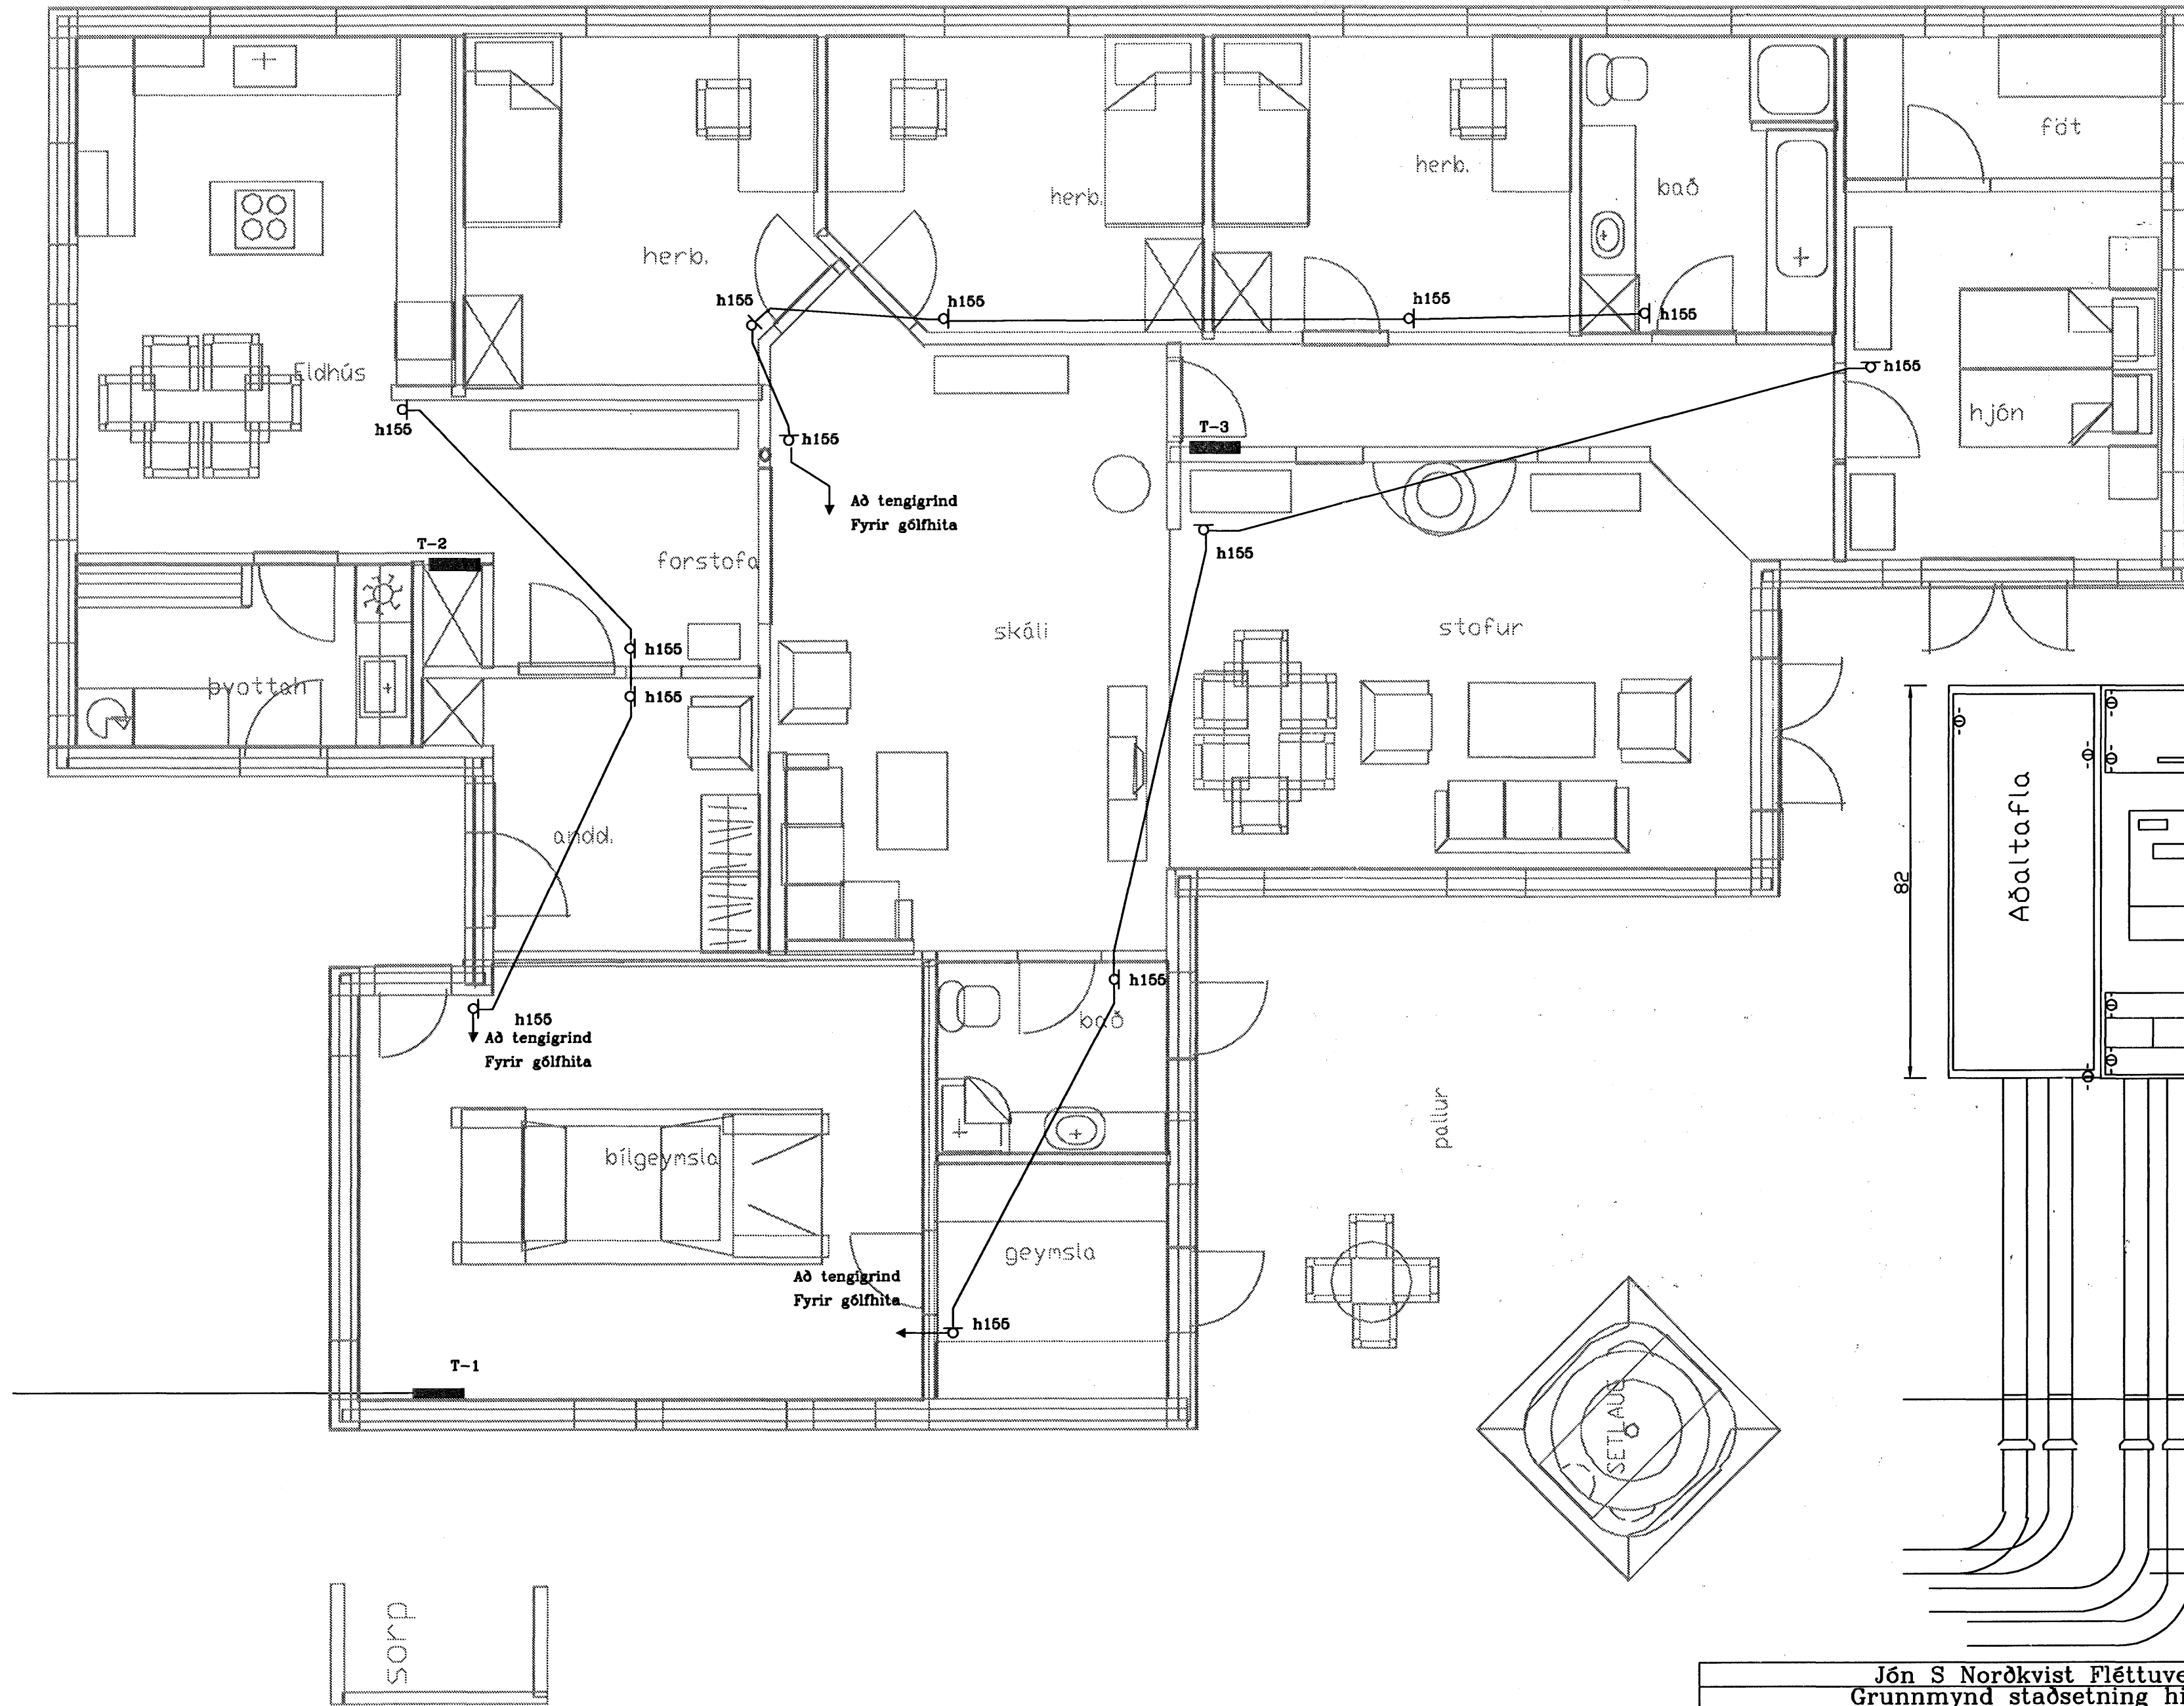 föt
herb.
bað
herb.
herb.
h155
h155
h155
h155
Eldhús
h155
hjón
h155
T-3
h155
Að tengigrind
Fyrir gólfhita
T-2
h155
forstofa
skáli
stofur
h155
þvottah
h155
Aðaltafla
82
andd.
h155
bað
h155
Að tengigrind
Fyrir gólfhita
pallur
bílgeymsla
geymsla
Að tengigrind
Fyrir gólfhita
h155
T-1
SETLAUG
sorp
Jón S Norðkvist Fléttuve
Grunnmynd staðsetning hi